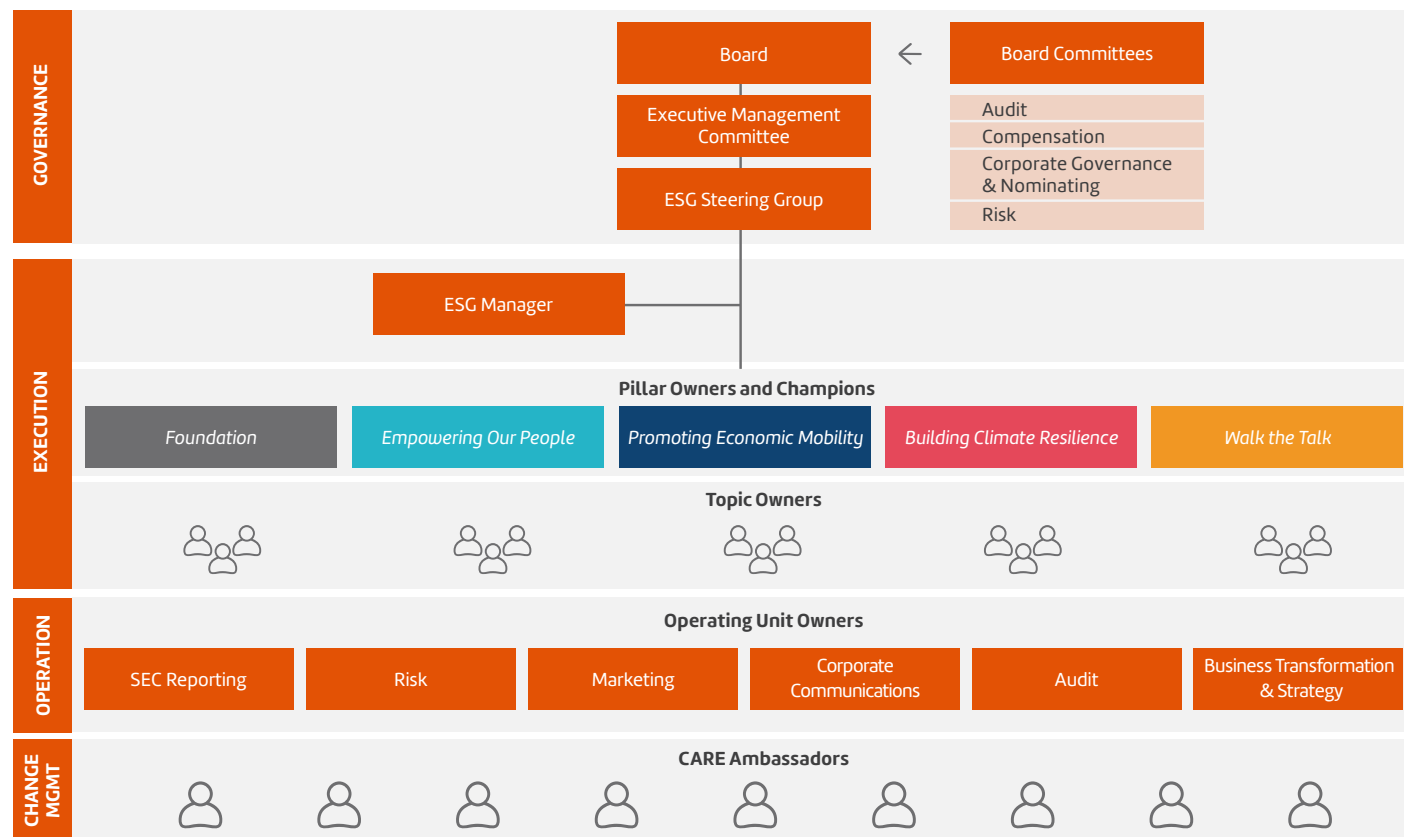 GOVERNANCE
Board
Board Committees
Executive Management
Committee
ESG Steering Group
Audit
Compensation
Corporate Governance
& Nominating
Risk
EXECUTION
ESG Manager
Pillar Owners and Champions
Foundation
Empowering Our People
Promoting Economic Mobility
Building Climate Resilience
Walk the Talk
Topic Owners
OPERATION
Operating Unit Owners
SEC Reporting
Risk
Marketing
Corporate
Communications
Audit
Business Transformation
& Strategy
CHANGE
MGMT
CARE Ambassadors